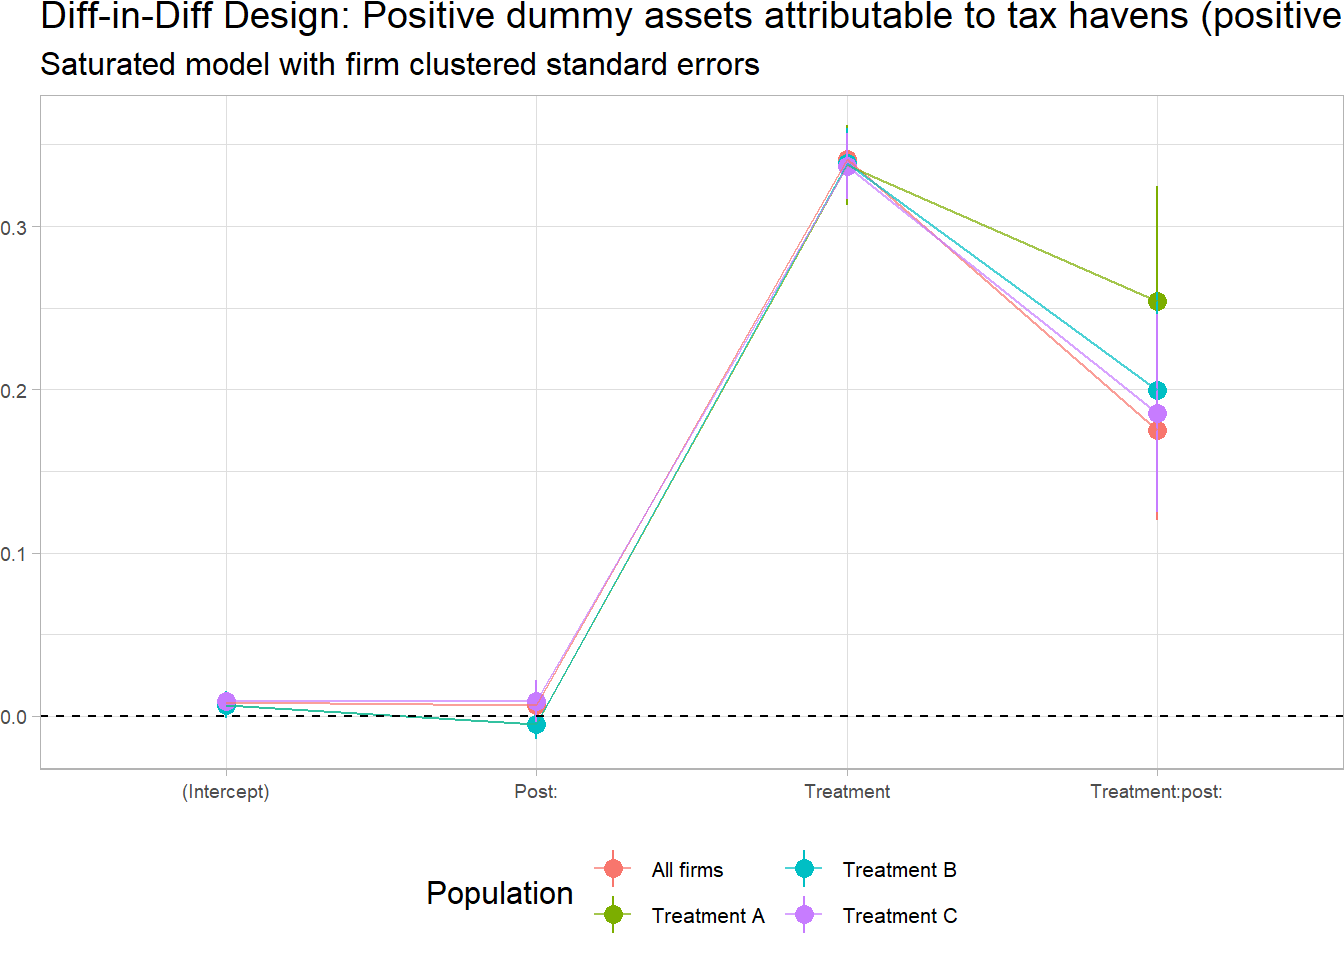 Diff-in-Diff Design: Positive dummy assets attributable to tax havens (positive
Saturated model with firm clustered standard errors
0.3
0.2
0.1
0.0
(Intercept)
Post:
Treatment
Treatment:post:
Population
All firms
Treatment B
Treatment A
Treatment C